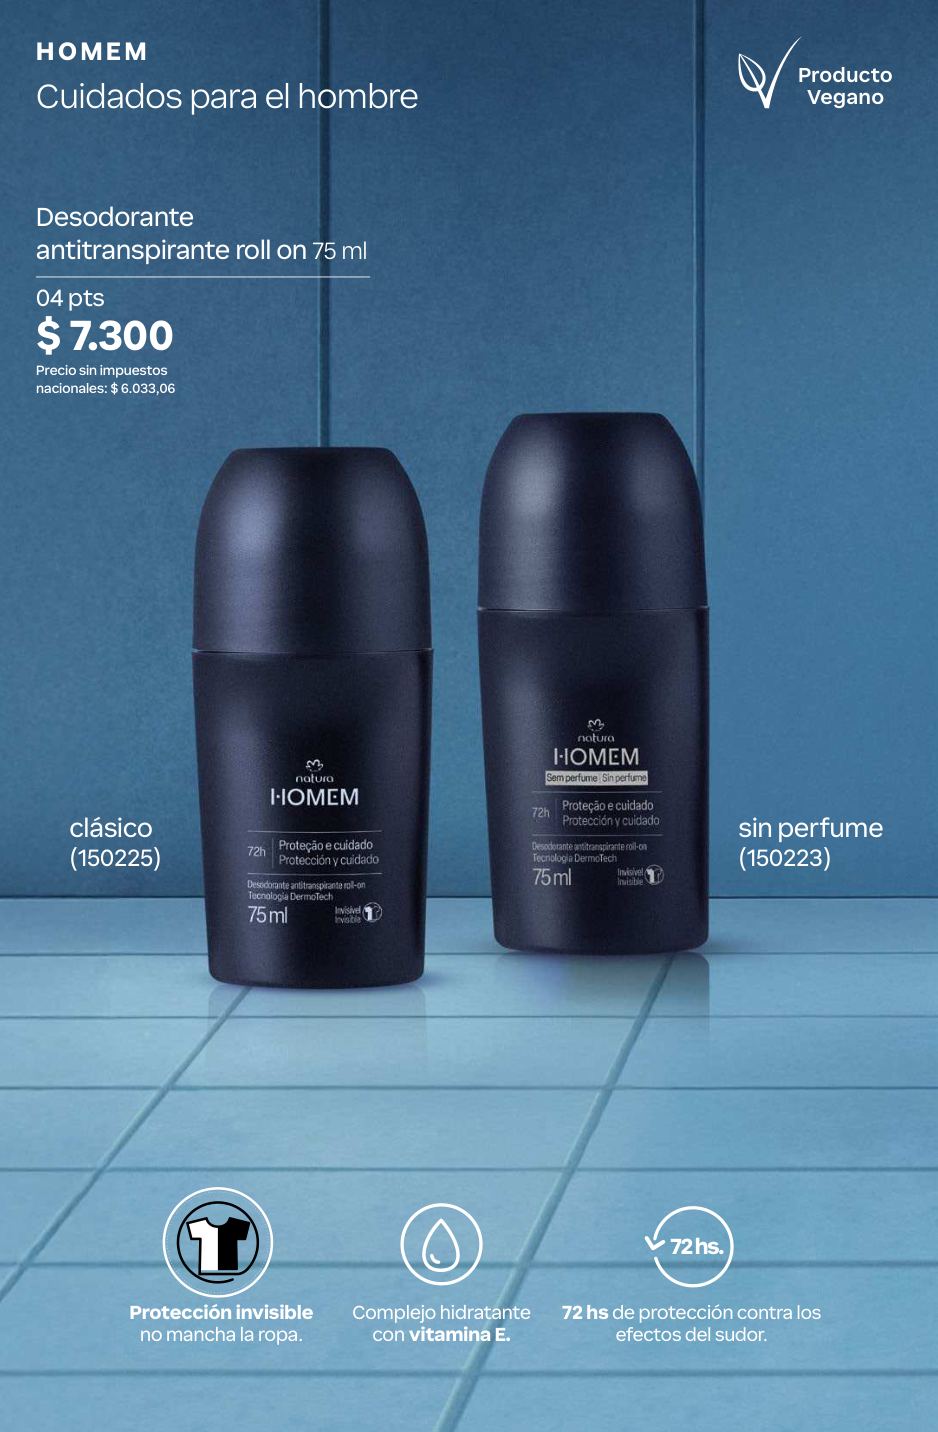 HOMEM
Cuidados para el hombre
Producto
Vegano
Desodorante
antitranspirante roll on 75 ml
04 pts
$ 7.300
Precio sin impuestos
nacionales: $ 6.033,06
natura
HOMEM
72h
Proteção e cuidado
Protección y cuidado
Desodorante antitranspirante roll-on
Tecnologia DermoTech
75 ml
Invisível
Invisible
natura
HOMEM
Sem perfume | Sin perfume
72h
Proteção e cuidado
Protección y cuidado
Desodorante antitranspirante roll-on
Tecnologia DermoTech
75 ml
Invisível
Invisible
clásico
(150225)
sin perfume
(150223)
72 hs.
Protección invisible
no mancha la ropa.
Complejo hidratante
con vitamina E.
72 hs de protección contra los
efectos del sudor.